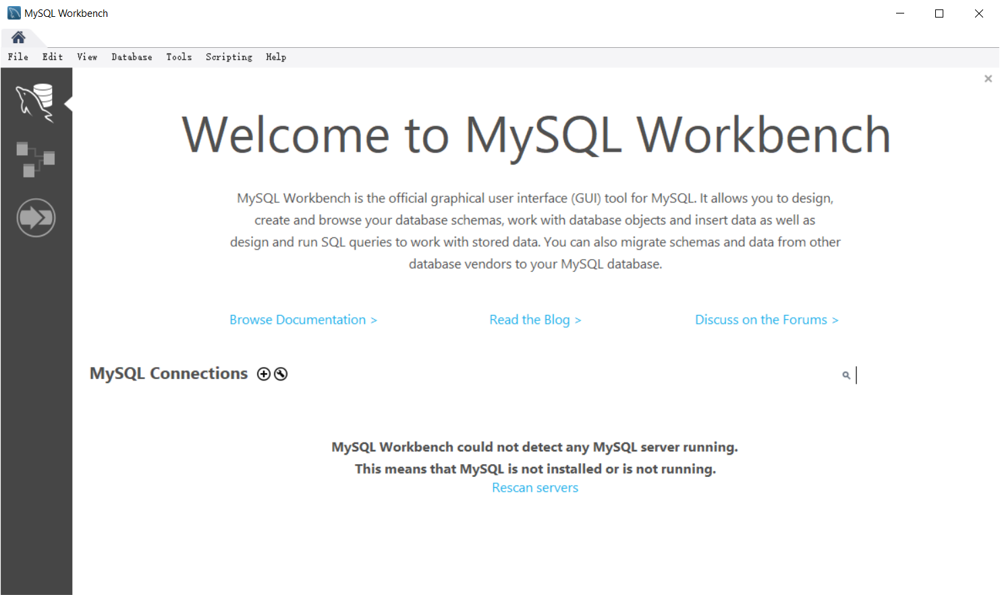 MySQL Workbench
File Edit View Database Tools Scripting Help
Welcome to MySQL Workbench
MySQL Workbench is the official graphical user interface (GUI) tool for MySQL. It allows you to design,
create and browse your database schemas, work with database objects and insert data as well as
design and run SQL queries to work with stored data. You can also migrate schemas and data from other
database vendors to your MySQL database.
Browse Documentation > Read the Blog > Discuss on the Forums >
MySQL Connections
MySQL Workbench could not detect any MySQL server running.
This means that MySQL is not installed or is not running.
Rescan servers